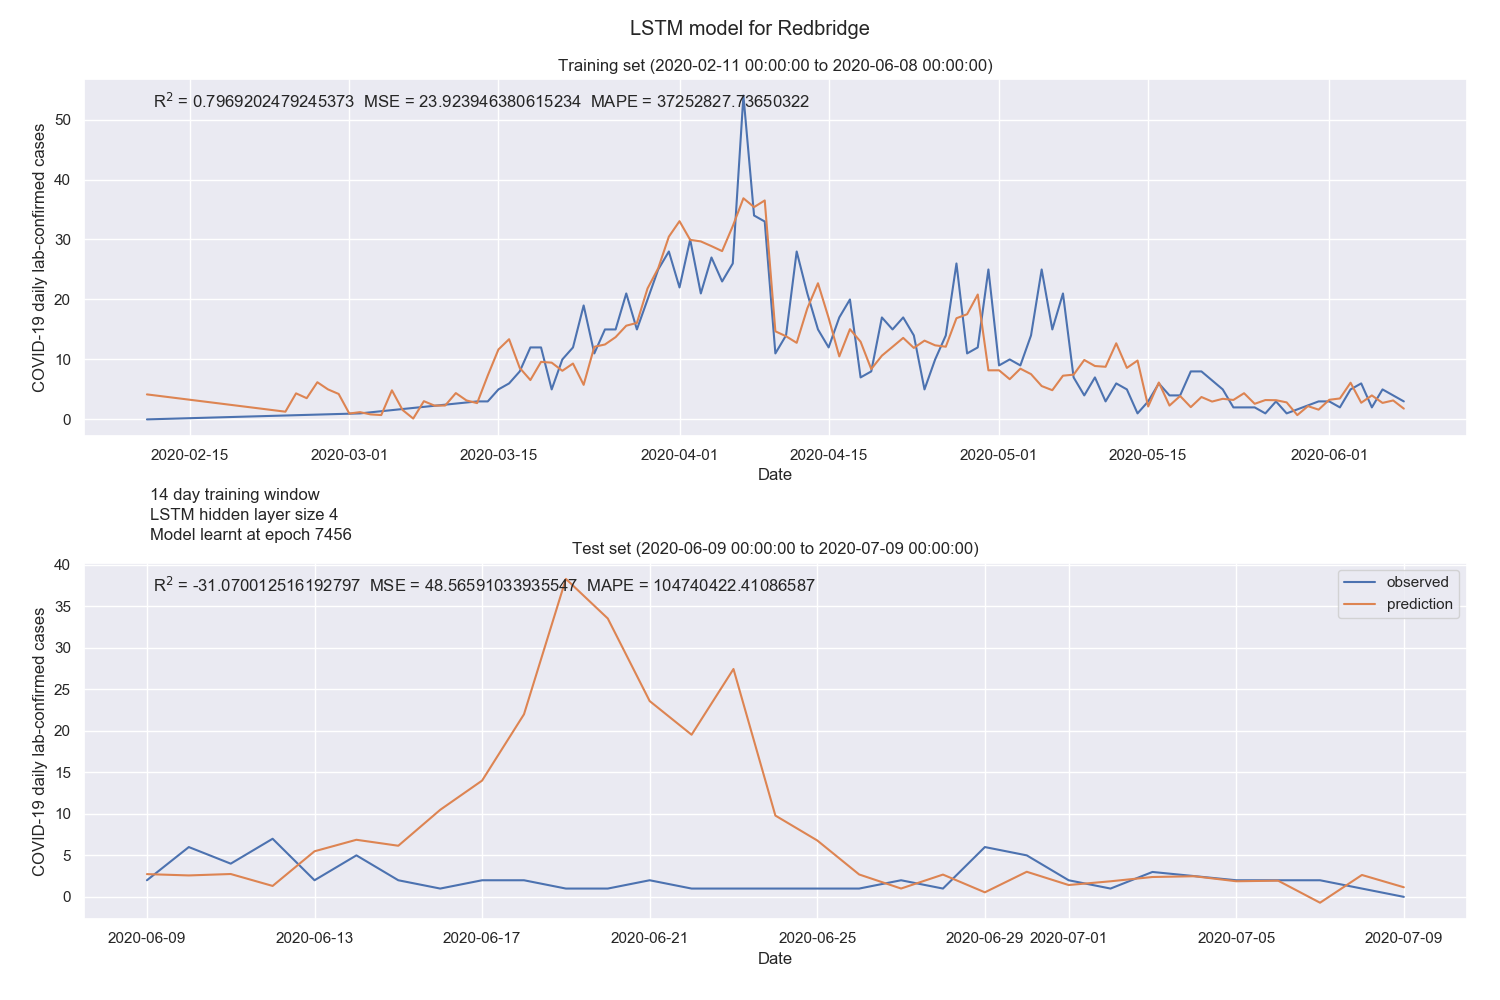 LSTM model for Redbridge
Training set (2020-02-11 00:00:00 to 2020-06-08 00:00:00)
R² = 0.7969202479245373 MSE = 23.923946380615234 MAPE = 37252827.73650322
COVID-19 daily lab-confirmed cases
50
40
30
20
10
0
2020-02-15 2020-03-01 2020-03-15 2020-04-01 2020-04-15 2020-05-01 2020-05-15 2020-06-01
Date
14 day training window
LSTM hidden layer size 4
Model learnt at epoch 7456
Test set (2020-06-09 00:00:00 to 2020-07-09 00:00:00)
R² = -31.070012516192797 MSE = 48.56591033935547 MAPE = 104740422.41086587
observed
prediction
COVID-19 daily lab-confirmed cases
40
35
30
25
20
15
10
5
0
2020-06-09 2020-06-13 2020-06-17 2020-06-21 2020-06-25 2020-06-29 2020-07-01 2020-07-05 2020-07-09
Date